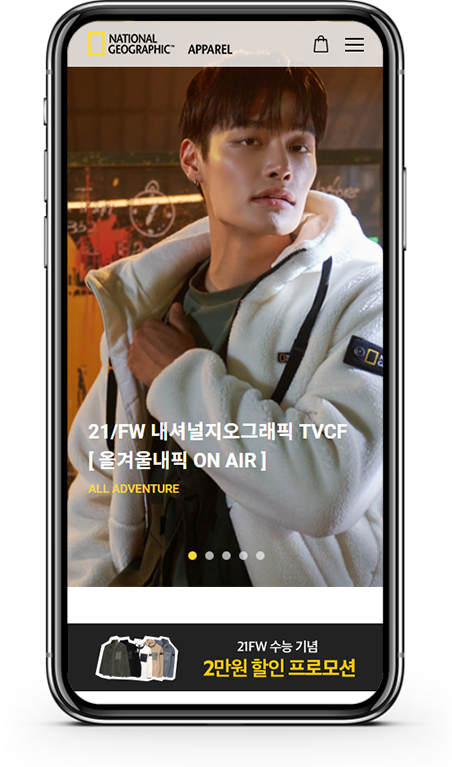 NATIONAL
GEOGRAPHIC™ APPAREL
21/FW 내셔널지오그래픽 TVCF
[ 올겨울내픽 ON AIR ]
ALL ADVENTURE
21FW 수능 기념
2만원 할인 프로모션